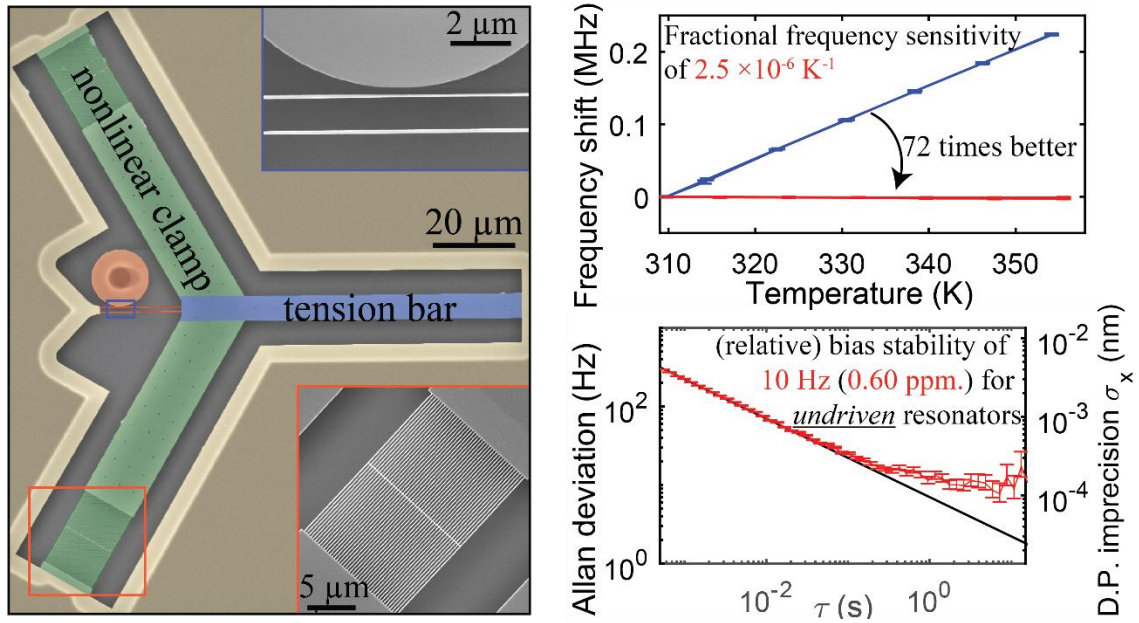 2 µm
nonlinear clamp
20 µm
tension bar
5 µm
Frequency shift (MHz)
0.2
0.1
0
Fractional frequency sensitivity
of 2.5 ×10⁻⁶ K⁻¹
72 times better
310 320 330 340 350
Temperature (K)
Allan deviation (Hz)
10²
10⁰
(relative) bias stability of
10 Hz (0.60 ppm.) for
undriven resonators
10⁻²
10⁻³
10⁻⁴
D.P. imprecision σₓ (nm)
10⁻² 10⁰
τ (s)